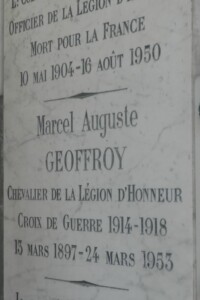 OFFICIER DE LA LÉGION D'H
MORT POUR LA FRANCE
10 MAI 1904-16 AOÛT 1950
Marcel Auguste
GEOFFROY
CHEVALIER DE LA LÉGION D'HONNEUR
CROIX DE GUERRE 1914-1918
15 MARS 1897-24 MARS 1953